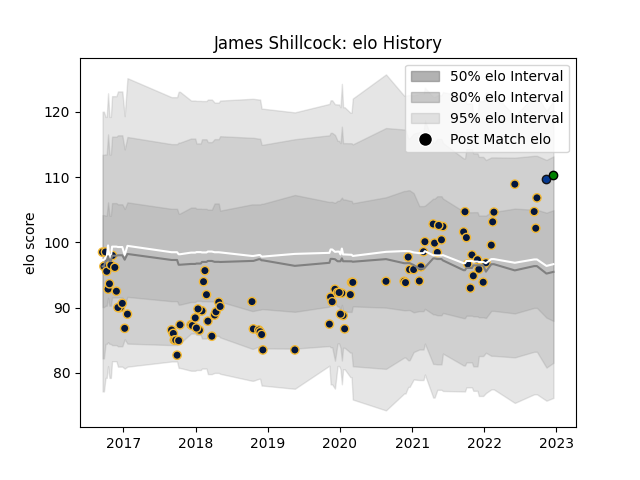 James Shillcock: elo History
50% elo Interval
80% elo Interval
95% elo Interval
Post Match elo
elo score
120
110
100
90
80
2017
2018
2019
2020
2021
2022
2023